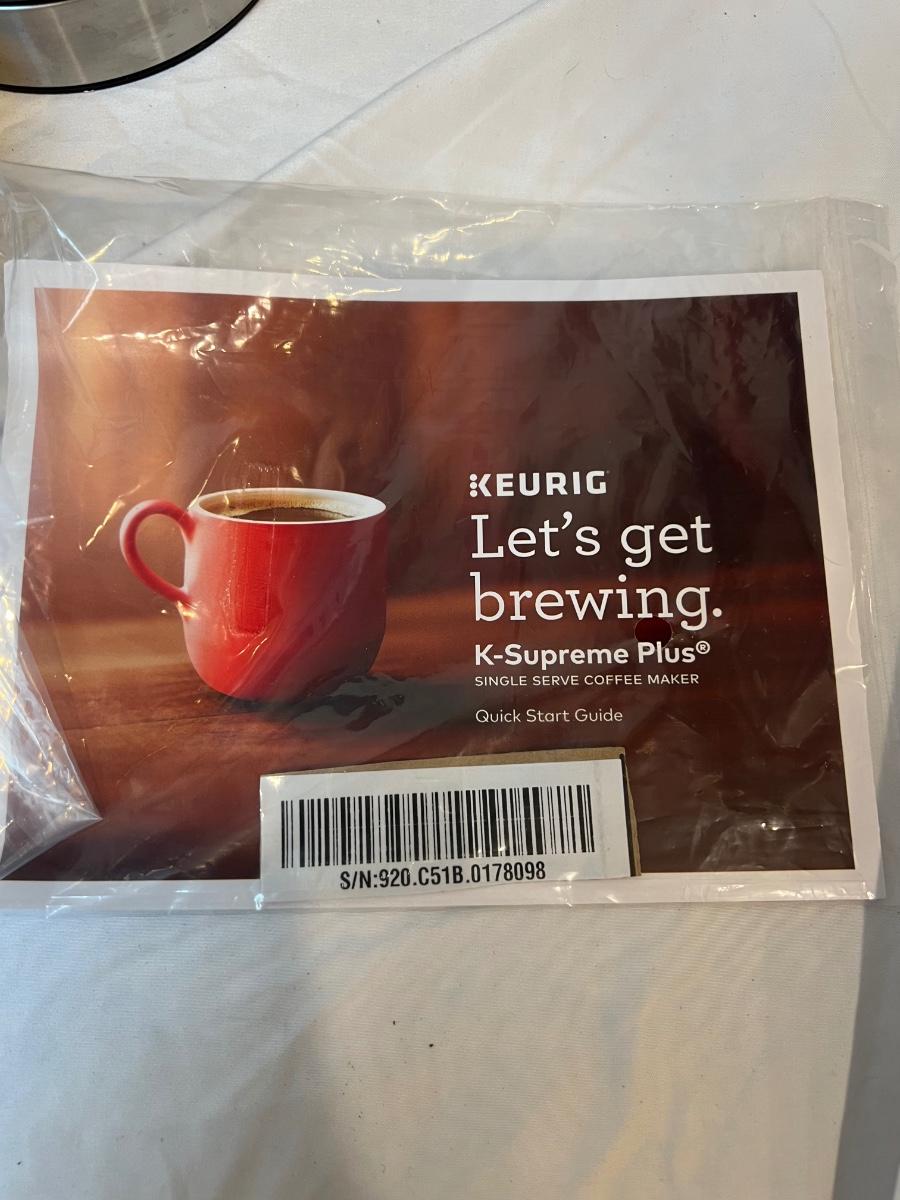 KEURIG
Let's get
brewing.
K-Supreme Plus®
SINGLE SERVE COFFEE MAKER
Quick Start Guide
S/N:920.C51B.0178098